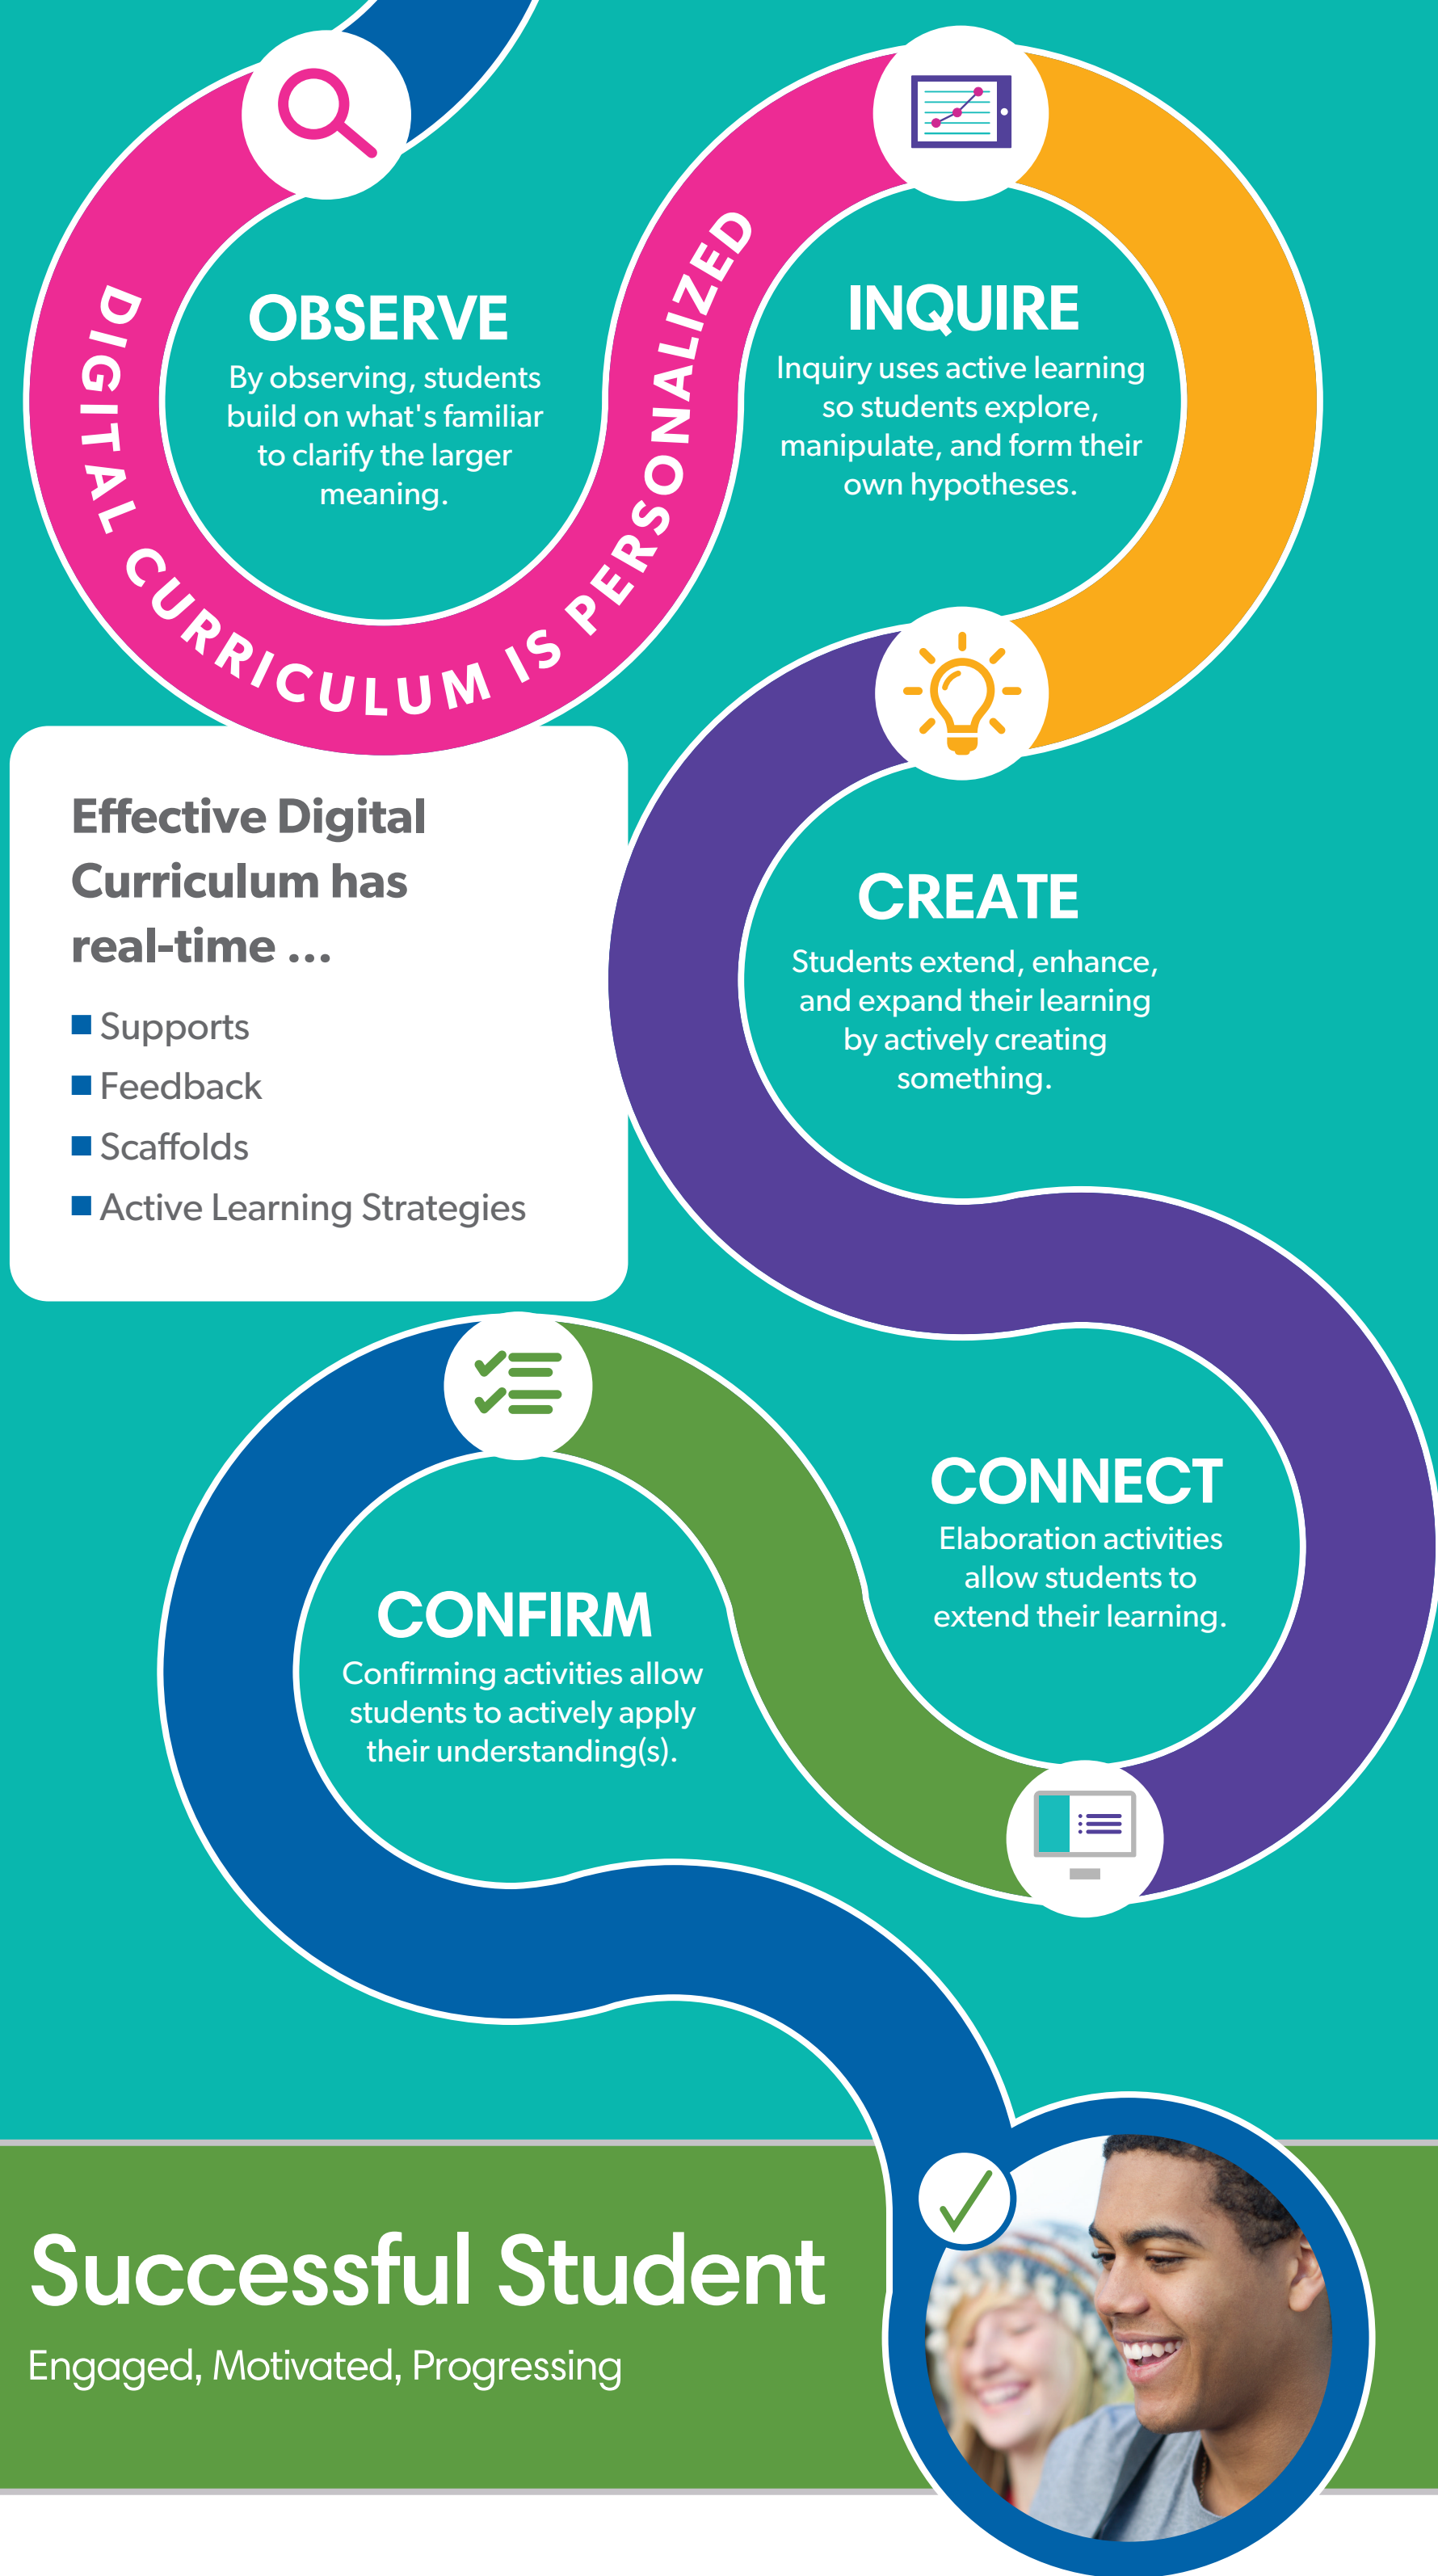 DIGITAL CURRICULUM IS PERSONALIZED
OBSERVE
By observing, students
build on what's familiar
to clarify the larger
meaning.
INQUIRE
Inquiry uses active learning
so students explore,
manipulate, and form their
own hypotheses.
Effective Digital
Curriculum has
real-time ...
Supports
Feedback
Scaffolds
Active Learning Strategies
CREATE
Students extend, enhance,
and expand their learning
by actively creating
something.
CONNECT
Elaboration activities
allow students to
extend their learning.
CONFIRM
Confirming activities allow
students to actively apply
their understanding(s).
Successful Student
Engaged, Motivated, Progressing